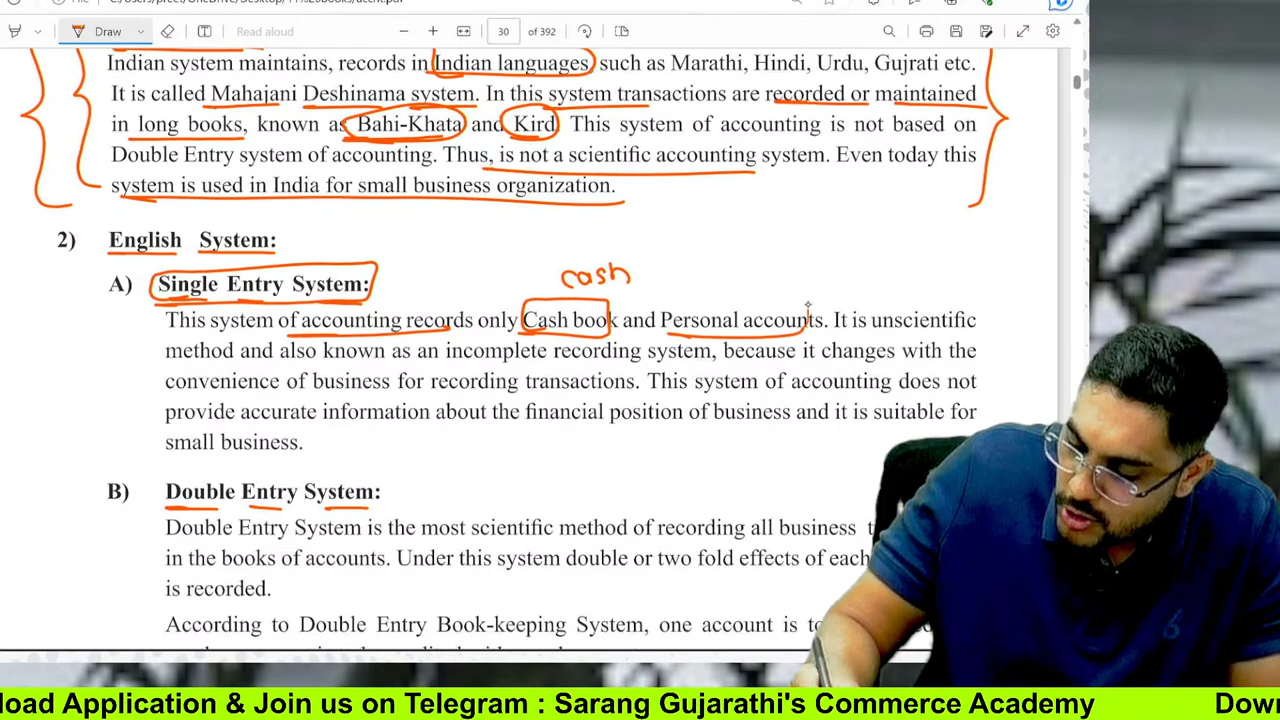 Draw
Read aloud
30 of 392
Indian system maintains, records in Indian languages, such as Marathi, Hindi, Urdu, Gujrati etc.
It is called Mahajani Deshinama system. In this system transactions are recorded or maintained
in long books, known as Bahi-Khata and Kird. This system of accounting is not based on
Double Entry system of accounting. Thus, is not a scientific accounting system. Even today this
system is used in India for small business organization.
2) English System:
cash
A) Single Entry System:
This system of accounting records only Cash book and Personal accounts. It is unscientific
method and also known as an incomplete recording system, because it changes with the
convenience of business for recording transactions. This system of accounting does not
provide accurate information about the financial position of business and it is suitable for
small business.
B) Double Entry System:
Double Entry System is the most scientific method of recording all business
in the books of accounts. Under this system double or two fold effects of each
is recorded.
According to Double Entry Book-keeping System, one account is
load Application & Join us on Telegram : Sarang Gujarathi's Commerce Academy Dow